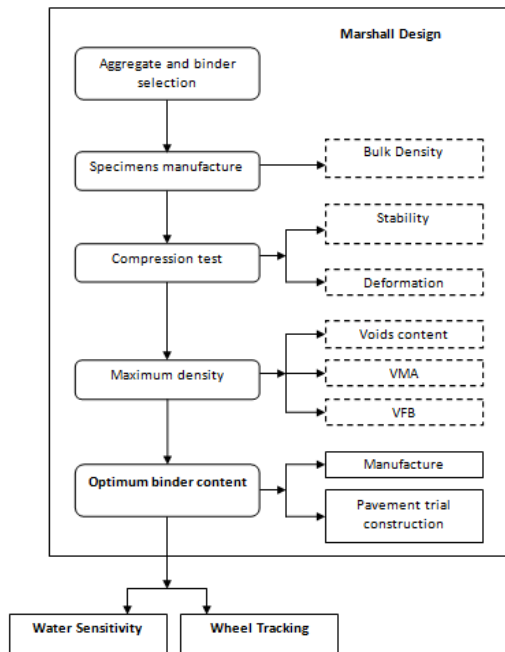 Marshall Design
Aggregate and binder
selection
Specimens manufacture
Bulk Density
Compression test
Stability
Deformation
Maximum density
Voids content
VMA
VFB
Optimum binder content
Manufacture
Pavement trial
construction
Water Sensitivity
Wheel Tracking